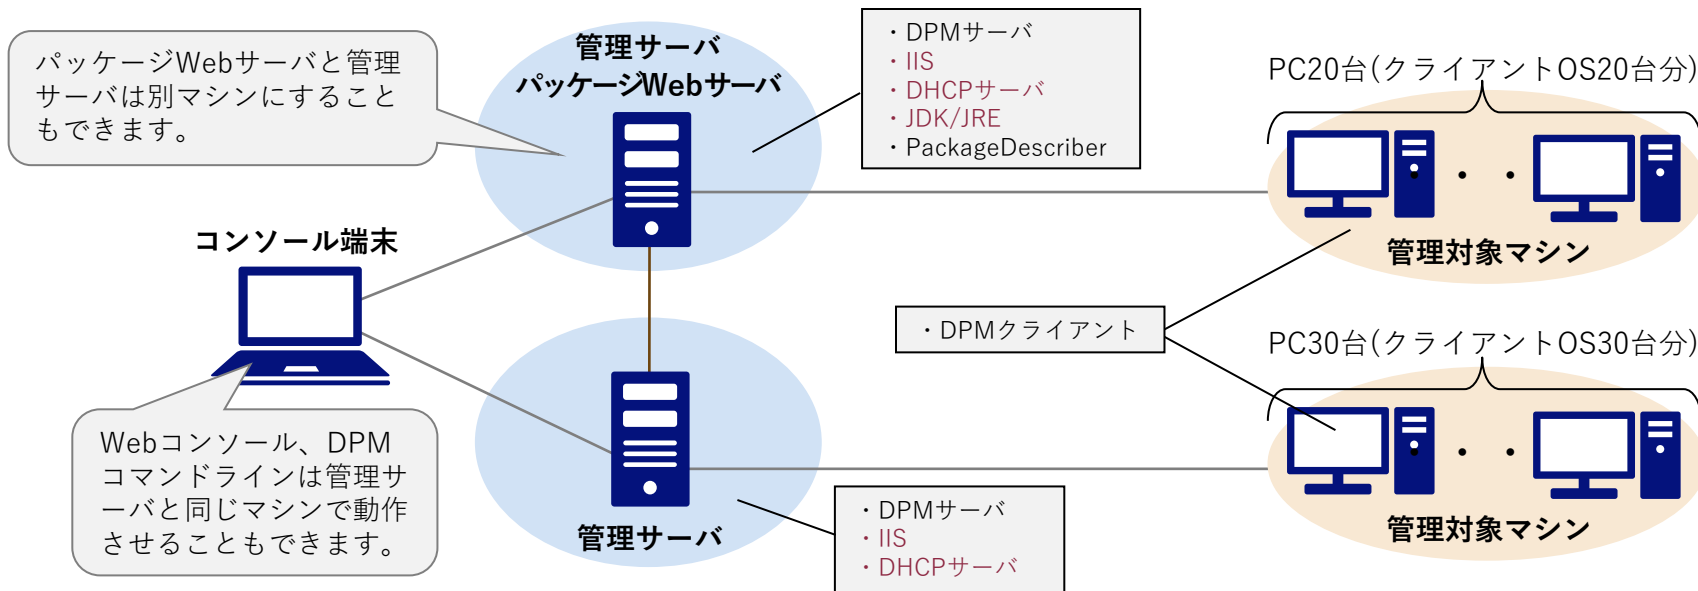 パッケージWebサーバと管理
サーバは別マシンにすること
もできます。
管理サーバ
パッケージWebサーバ
・DPMサーバ
・IIS
・DHCPサーバ
・JDK/JRE
・PackageDescriber
PC20台(クライアントOS20台分)
・・・
管理対象マシン
コンソール端末
・DPMクライアント
PC30台(クライアントOS30台分)
・・・
管理対象マシン
Webコンソール、DPM
コマンドラインは管理サ
ーバと同じマシンで動作
させることもできます。
管理サーバ
・DPMサーバ
・IIS
・DHCPサーバ